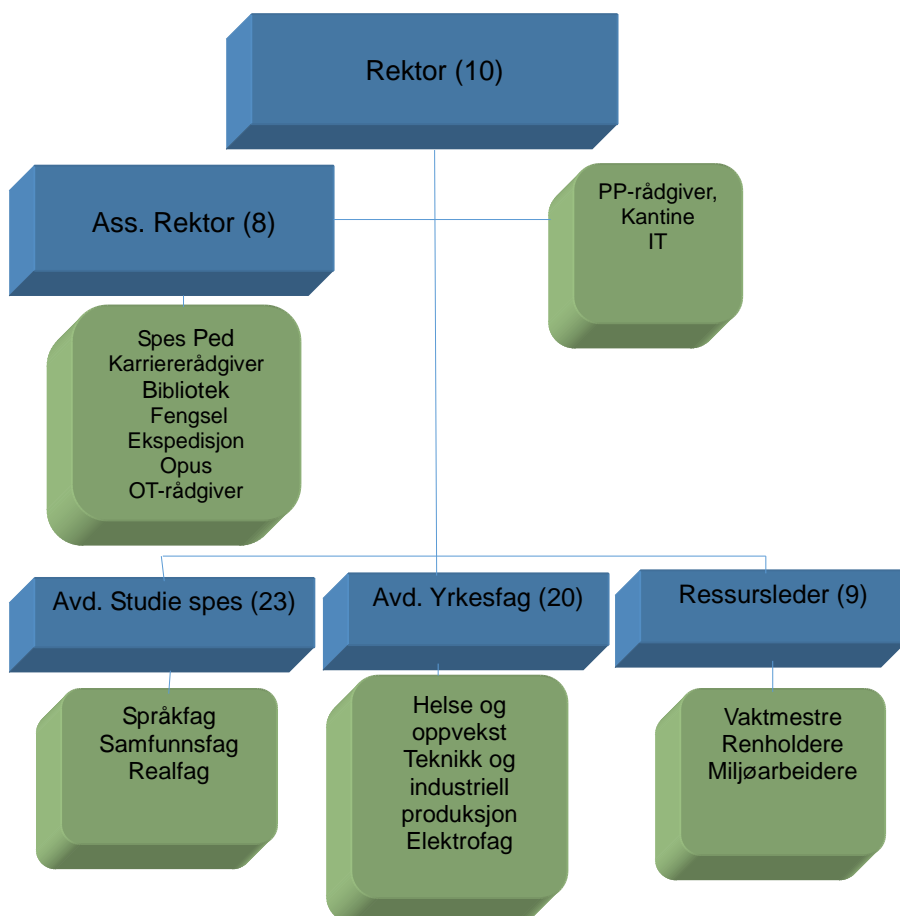 Rektor (10)
Ass. Rektor (8)
PP-rådgiver,
Kantine
IT
Spes Ped
Karriererådgiver
Bibliotek
Fengsel
Ekspedisjon
Opus
OT-rådgiver
Avd. Studie spes (23)
Avd. Yrkesfag (20)
Ressursleder (9)
Språkfag
Samfunnsfag
Realfag
Helse og
oppvekst
Teknikk og
industriell
produksjon
Elektrofag
Vaktmestre
Renholdere
Miljøarbeidere